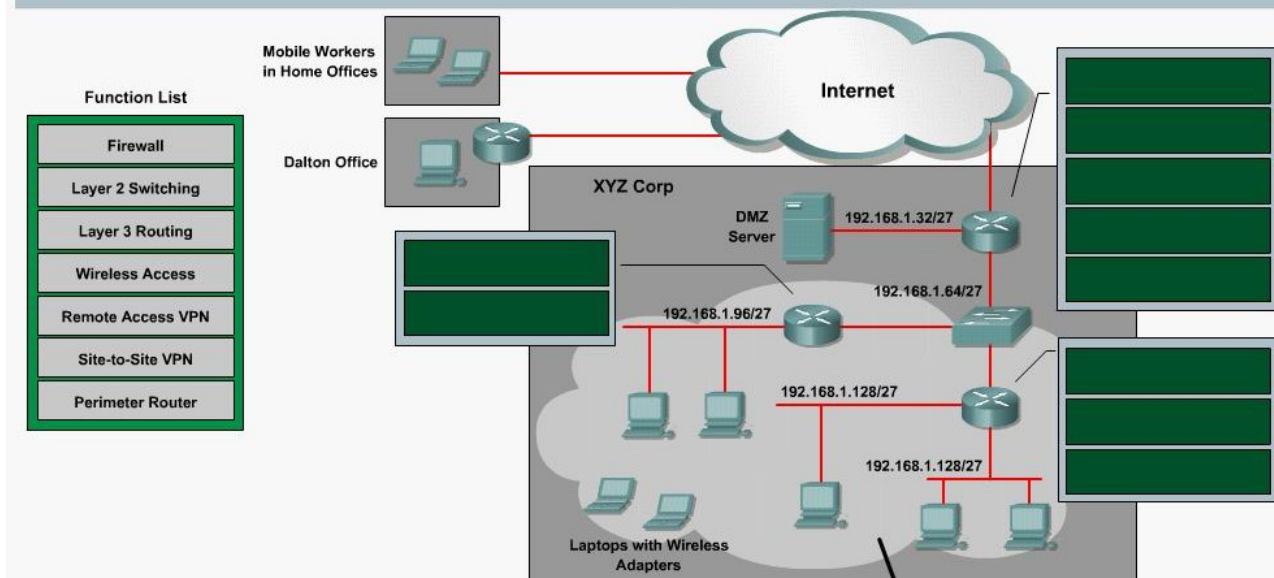 Mobile Workers
in Home Offices
Internet
Function List
Firewall
Layer 2 Switching
Layer 3 Routing
Wireless Access
Remote Access VPN
Site-to-Site VPN
Perimeter Router
Dalton Office
XYZ Corp
DMZ
Server
192.168.1.32/27
192.168.1.64/27
192.168.1.96/27
192.168.1.128/27
192.168.1.128/27
Laptops with Wireless
Adapters